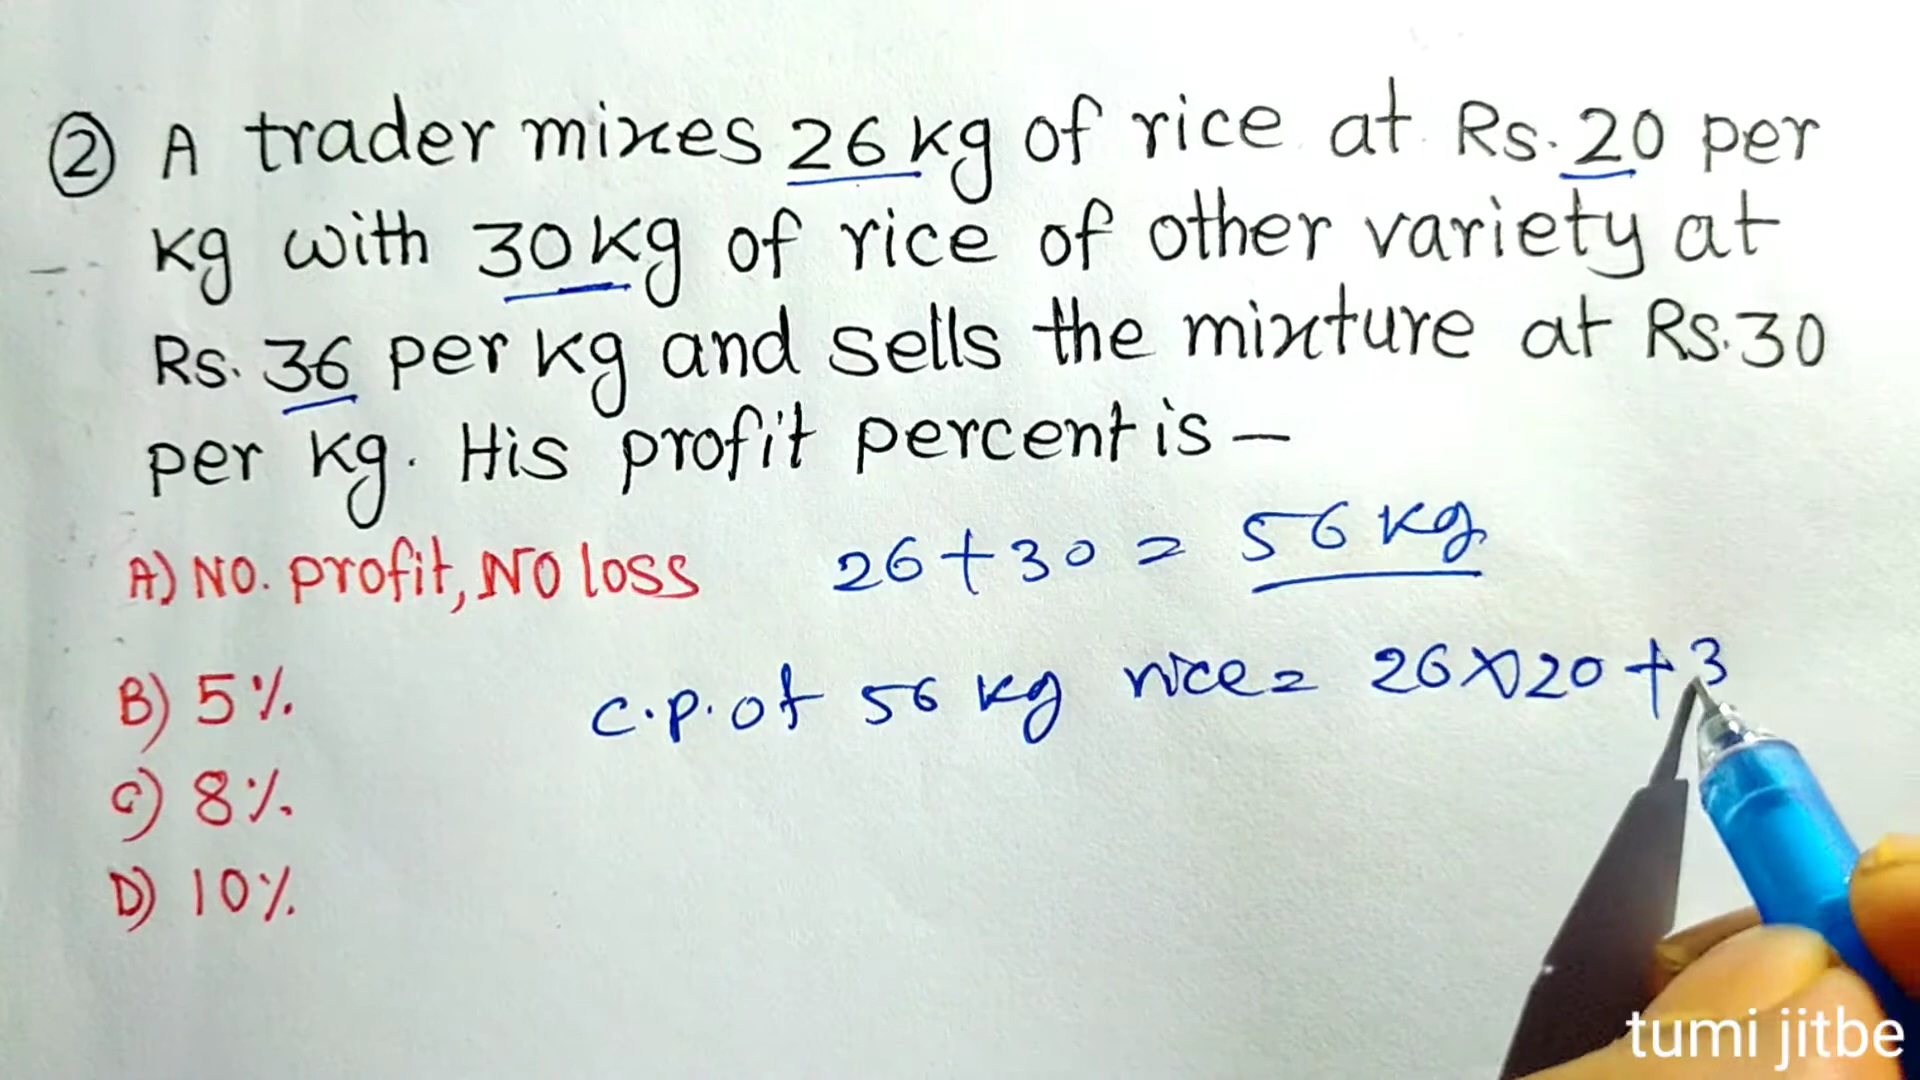 ② A trader mixes 26 kg of rice at Rs. 20 per
kg with 30 kg of rice of other variety at
Rs. 36 per kg and sells the mixture at Rs. 30
per kg. His profit percent is —
A) NO. profit, NO loss
26 + 30 = 56 kg
B) 5%
C.P. of 56 kg rice = 26 × 20 + 3
C) 8%
D) 10%
tumi jitbe